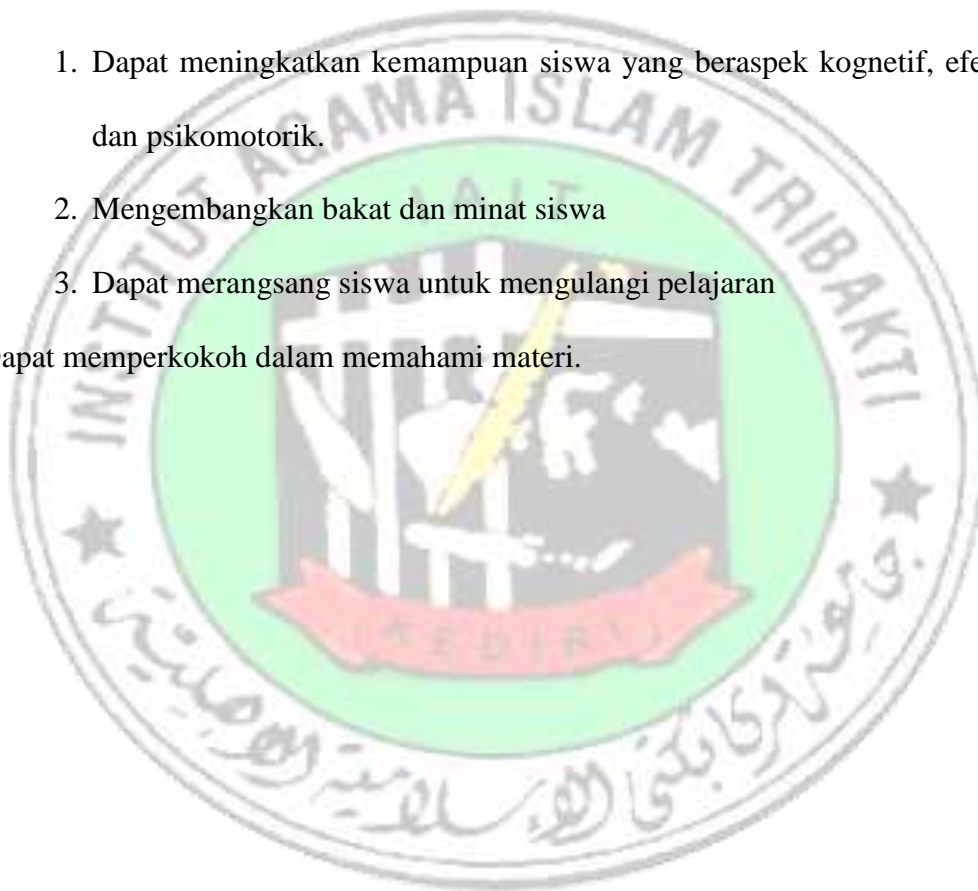 1. Dapat meningkatkan kemampuan siswa yang beraspek kognetif,
dan psikomotorik.
2. Mengembangkan bakat dan minat siswa
3. Dapat merangsang siswa untuk mengulangi pelajaran
memperkokoh dalam memahami materi.
INSTITUT AGAMA ISLAM TRIBAKTI
IAIT
KEDIRI